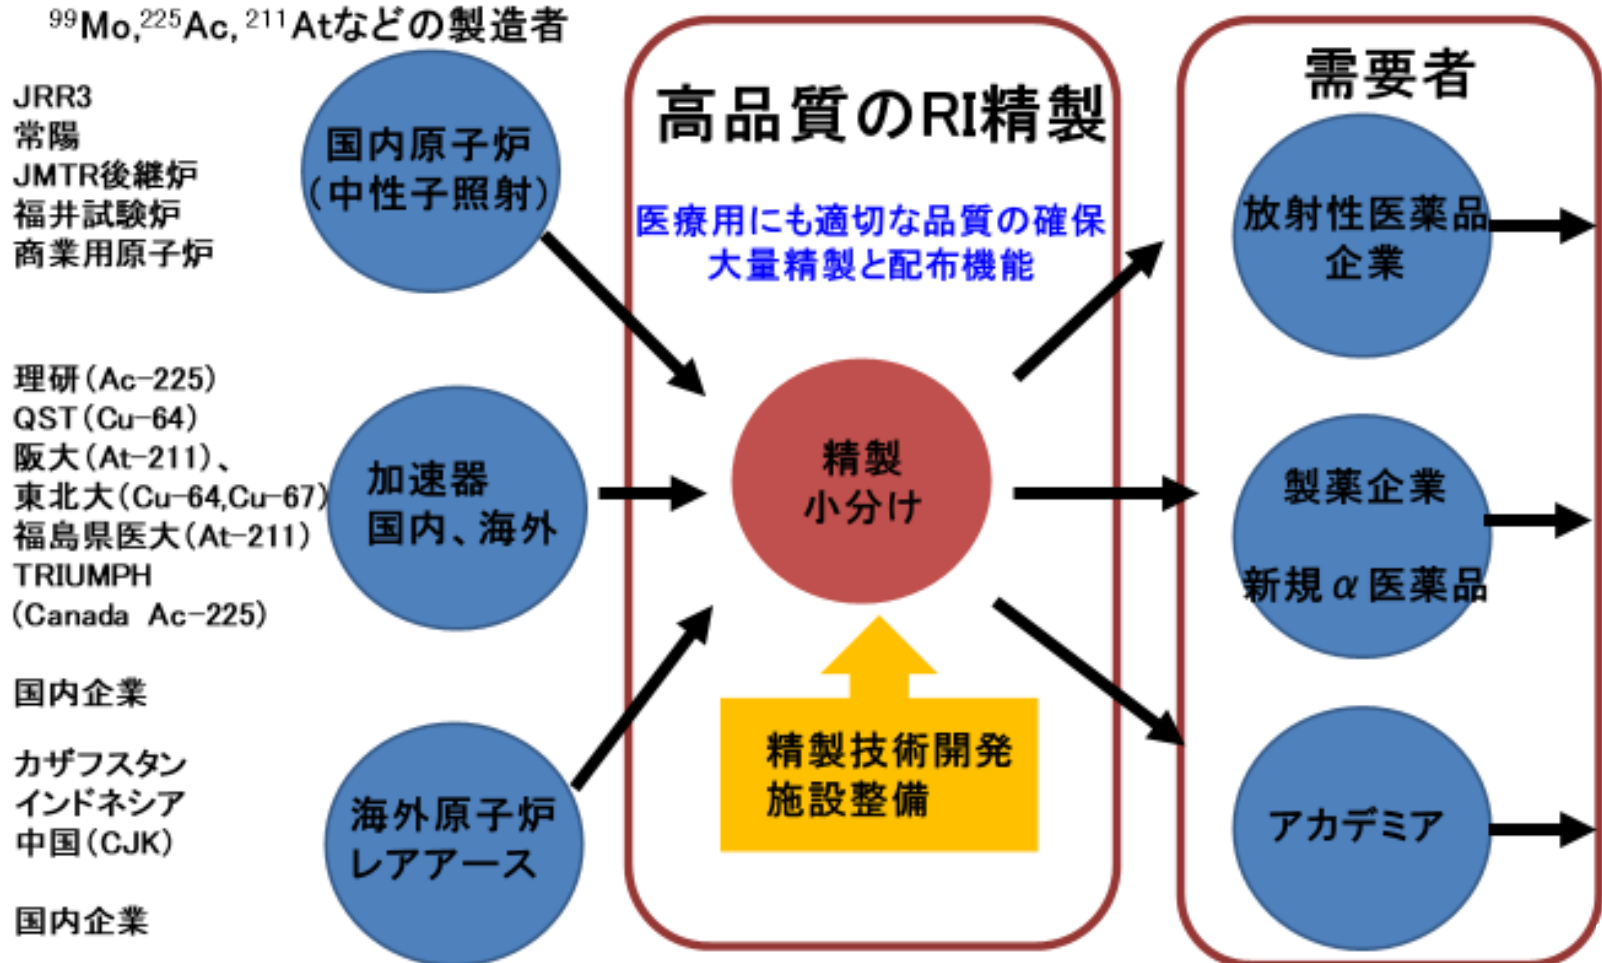 ⁹⁹Mo,²²⁵Ac, ²¹¹Atなどの製造者
JRR3
常陽
JMTR後継炉
福井試験炉
商業用原子炉
国内原子炉
(中性子照射)
理研(Ac-225)
QST(Cu-64)
阪大(At-211)、
東北大(Cu-64,Cu-67)
福島県医大(At-211)
TRIUMPH
(Canada Ac-225)
国内企業
加速器
国内、海外
カザフスタン
インドネシア
中国(CJK)
国内企業
海外原子炉
レアアース
高品質のRI精製
医療用にも適切な品質の確保
大量精製と配布機能
精製
小分け
精製技術開発
施設整備
需要者
放射性医薬品
企業
製薬企業
新規α医薬品
アカデミア